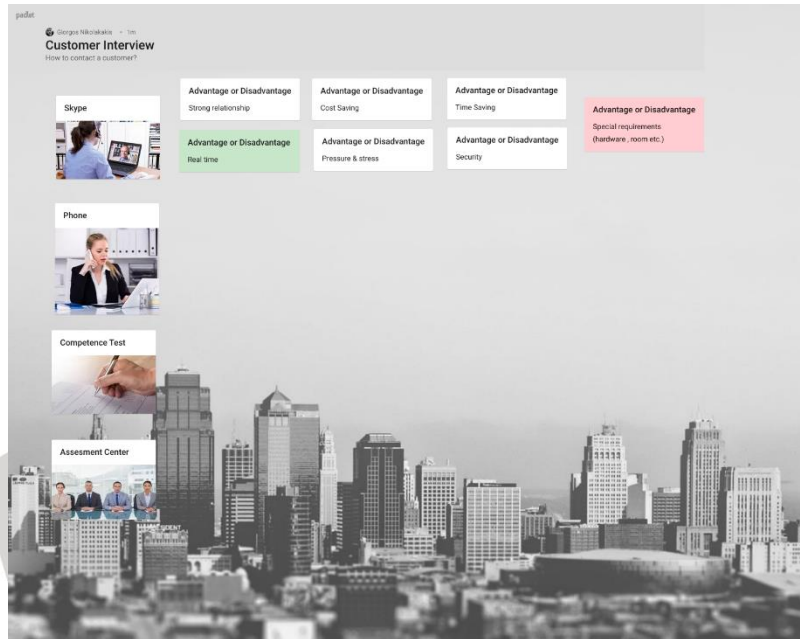 padlet
Giorgos Nikolakakis • 1m
Customer Interview
How to contact a customer?
Skype
Advantage or Disadvantage
Strong relationship
Advantage or Disadvantage
Cost Saving
Advantage or Disadvantage
Time Saving
Advantage or Disadvantage
Special requirements
(hardware , room etc.)
Advantage or Disadvantage
Real time
Advantage or Disadvantage
Pressure & stress
Advantage or Disadvantage
Security
Phone
Competence Test
Assesment Center